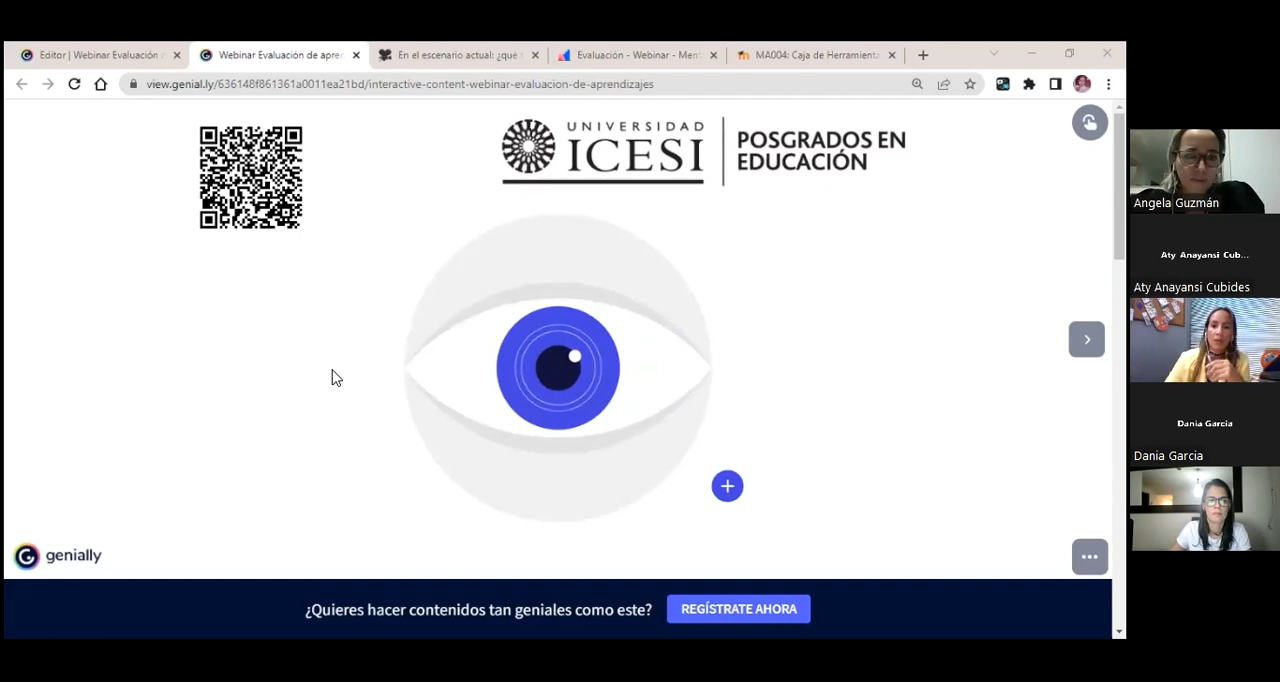 Editor | Webinar Evaluación
Webinar Evaluación de apre
En el escenario actual: ¿qué
Evaluación - Webinar - Ment
MA004: Caja de Herramienta
view.genial.ly/636148f861361a0011ea21bd/interactive-content-webinar-evaluacion-de-aprendizajes
UNIVERSIDAD
ICESI
POSGRADOS EN
EDUCACIÓN
genially
¿Quieres hacer contenidos tan geniales como este?
REGÍSTRATE AHORA
Angela Guzmán
Aty Anayansi Cub...
Aty Anayansi Cubides
Dania Garcia
Dania Garcia